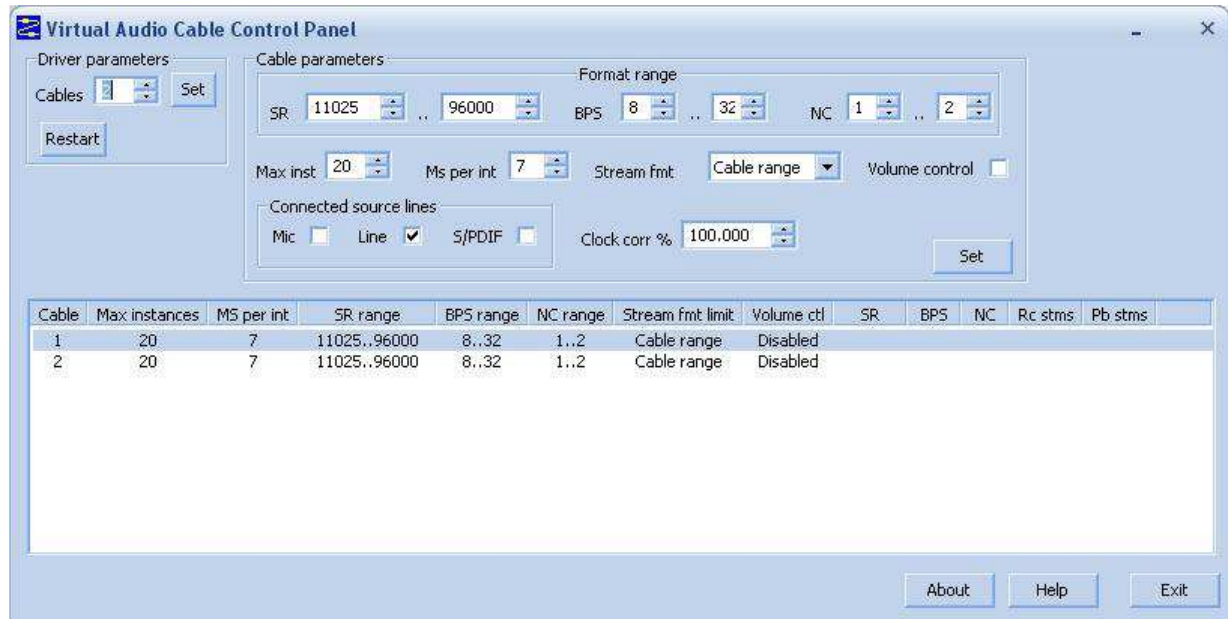 Virtual Audio Cable Control Panel
Driver parameters
Cables 2 Set
Restart
Cable parameters
Format range
SR 11025 .. 96000 BPS 8 .. 32 NC 1 .. 2
Max inst 20 Ms per int 7 Stream fmt Cable range Volume control
Connected source lines
Mic Line S/PDIF Clock corr % 100.000
Set
Cable Max instances MS per int SR range BPS range NC range Stream fmt limit Volume ctl SR BPS NC Rc stms Pb stms
1 20 7 11025..96000 8..32 1..2 Cable range Disabled
2 20 7 11025..96000 8..32 1..2 Cable range Disabled
About Help Exit